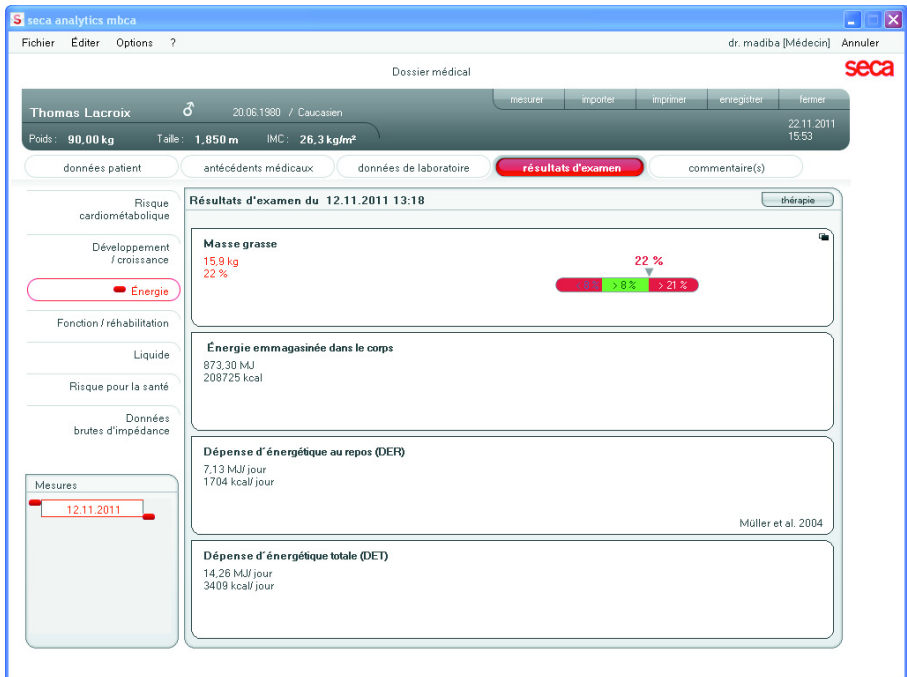 S seca analytics mbca
Fichier Éditer Options ? dr. madiba [Médecin] Annuler
Dossier médical
seca
mesurer importer imprimer enregistrer fermer
Thomas Lacroix ♂ 20.06.1980 / Caucasien
22.11.2011
15:53
Poids : 90,00 kg Taille : 1,850 m IMC : 26,3 kg/m²
données patient antécédents médicaux données de laboratoire résultats d'examen commentaire(s)
Risque
cardiométabolique
Développement
/ croissance
Énergie
Fonction / réhabilitation
Liquide
Risque pour la santé
Données
brutes d'impédance
Mesures
12.11.2011
Résultats d'examen du 12.11.2011 13:18
thérapie
Masse grasse
15,9 kg
22 %
22 %
> 8 % > 21 %
Énergie emmagasinée dans le corps
873,30 MJ
208725 kcal
Dépense d´énergétique au repos (DER)
7,13 MJ/ jour
1704 kcal/ jour
Müller et al. 2004
Dépense d´énergétique totale (DET)
14,26 MJ/ jour
3409 kcal/ jour